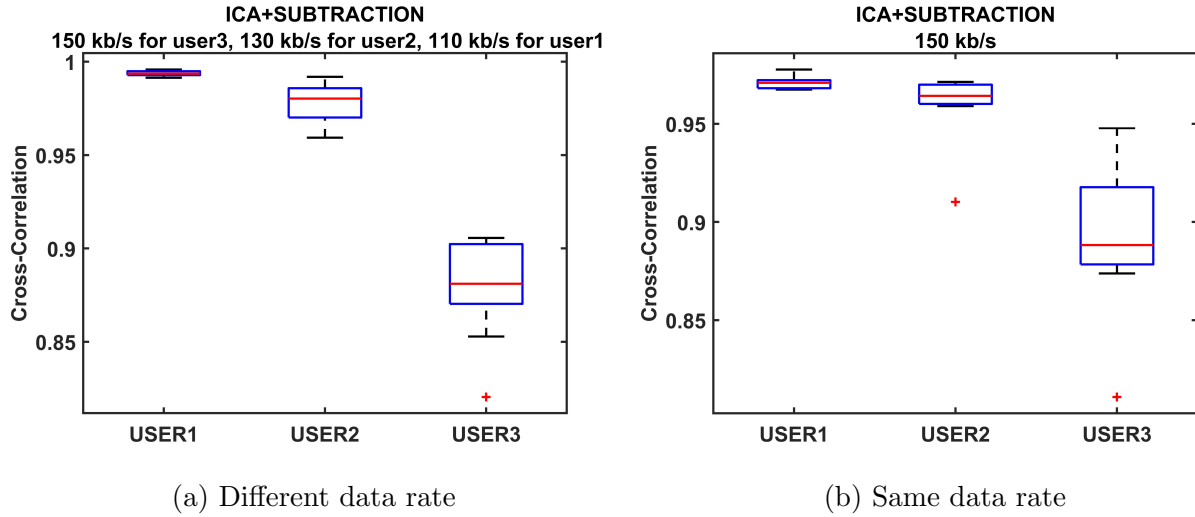 ICA+SUBTRACTION
150 kb/s for user3, 130 kb/s for user2, 110 kb/s for user1
Cross-Correlation
1
0.95
0.9
0.85
USER1 USER2 USER3
(a) Different data rate
ICA+SUBTRACTION
150 kb/s
Cross-Correlation
0.95
0.9
0.85
USER1 USER2 USER3
(b) Same data rate